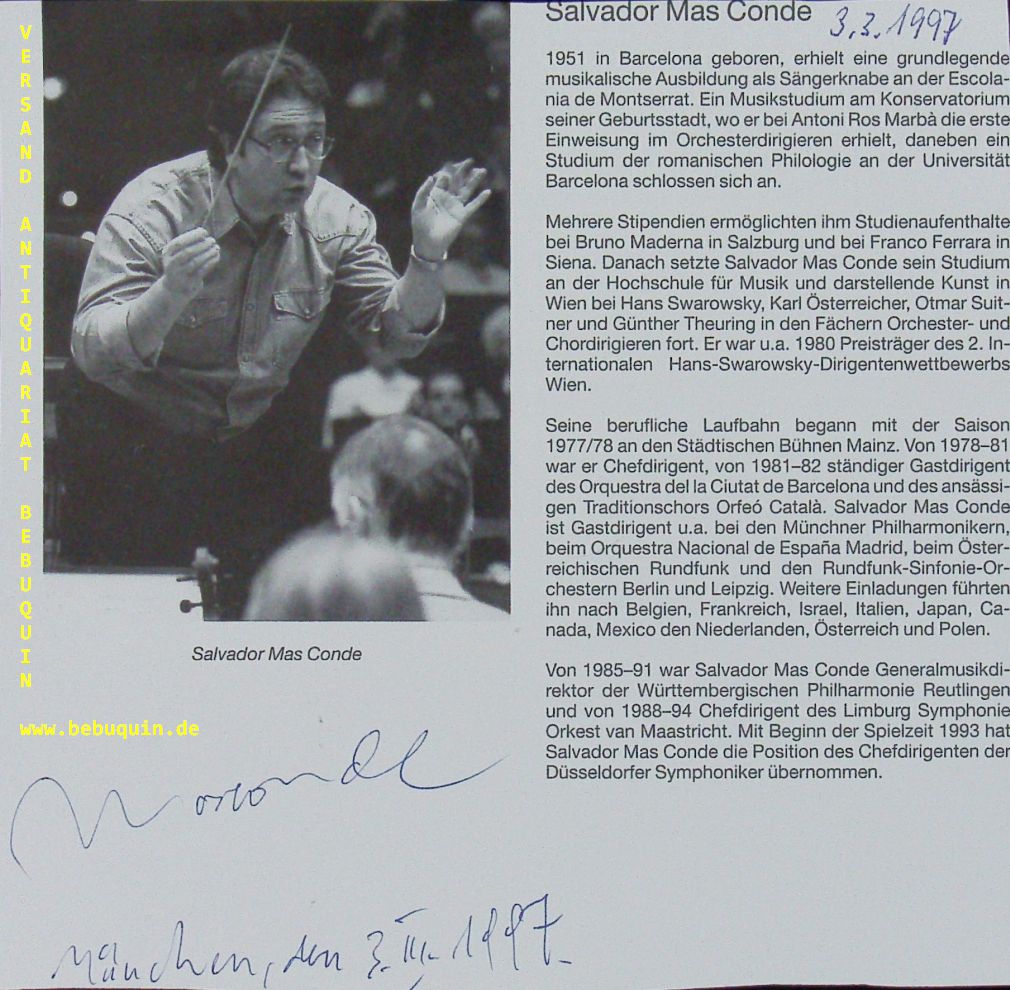 Salvador Mas Conde
3.3.1997
1951 in Barcelona geboren, erhielt eine grundlegende
musikalische Ausbildung als Sängerknabe an der Escola-
nia de Montserrat. Ein Musikstudium am Konservatorium
seiner Geburtsstadt, wo er bei Antoni Ros Marbà die erste
Einweisung im Orchesterdirigieren erhielt, daneben ein
Studium der romanischen Philologie an der Universität
Barcelona schlossen sich an.
Mehrere Stipendien ermöglichten ihm Studienaufenthalte
bei Bruno Maderna in Salzburg und bei Franco Ferrara in
Siena. Danach setzte Salvador Mas Conde sein Studium
an der Hochschule für Musik und darstellende Kunst in
Wien bei Hans Swarowsky, Karl Österreicher, Otmar Suit-
ner und Günther Theuring in den Fächern Orchester- und
Chordirigieren fort. Er war u.a. 1980 Preisträger des 2. In-
ternationalen Hans-Swarowsky-Dirigentenwettbewerbs
Wien.
Seine berufliche Laufbahn begann mit der Saison
1977/78 an den Städtischen Bühnen Mainz. Von 1978–81
war er Chefdirigent, von 1981–82 ständiger Gastdirigent
des Orquestra del la Ciutat de Barcelona und des ansässi-
gen Traditionschors Orfeó Català. Salvador Mas Conde
ist Gastdirigent u.a. bei den Münchner Philharmonikern,
beim Orquestra Nacional de España Madrid, beim Öster-
reichischen Rundfunk und den Rundfunk-Sinfonie-Or-
chestern Berlin und Leipzig. Weitere Einladungen führten
ihn nach Belgien, Frankreich, Israel, Italien, Japan, Ca-
nada, Mexico den Niederlanden, Österreich und Polen.
Von 1985–91 war Salvador Mas Conde Generalmusikdi-
rektor der Württembergischen Philharmonie Reutlingen
und von 1988–94 Chefdirigent des Limburg Symphonie
Orkest van Maastricht. Mit Beginn der Spielzeit 1993 hat
Salvador Mas Conde die Position des Chefdirigenten der
Düsseldorfer Symphoniker übernommen.
Salvador Mas Conde
VERSAND ANTIQUARIAT BEBUQUIN
www.bebuquin.de
Mas Conde
München, den 3. III. 1997.